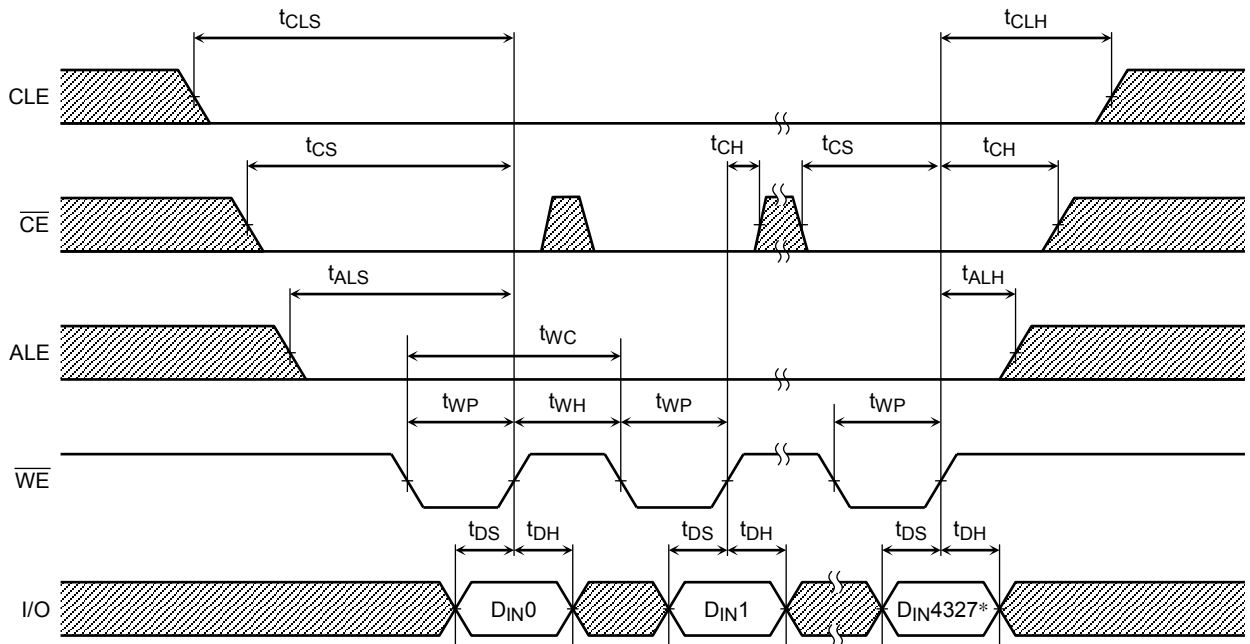 tCLS tCLH
CLE
tCS tCH tCS tCH
CE
tALS tALH
ALE
tWC
tWP tWH tWP tWP
WE
tDS tDH tDS tDH tDS tDH
I/O DIN0 DIN1 DIN4327*